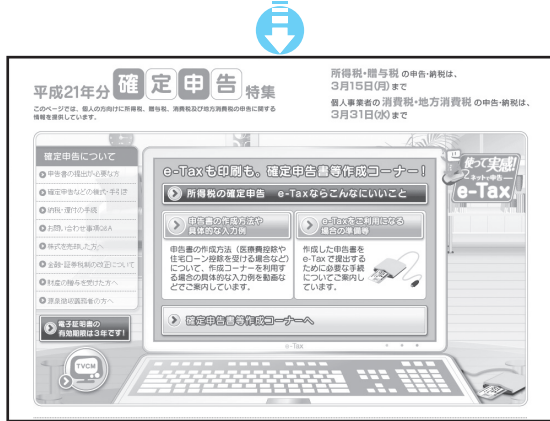 平成21年分 確定申告 特集
このページでは、個人の方向けに所得税、贈与税、消費税及び地方消費税の申告に関する
情報を提供しています。
所得税・贈与税 の申告・納税は、
3月15日(月)まで
個人事業者の 消費税・地方消費税 の申告・納税は、
3月31日(水)まで
確定申告について
申告書の提出が必要な方
確定申告などの様式・手引き
納税・還付の手続
お問い合わせ事項Q&A
株式を売却した方へ
金融・証券税制の改正について
財産の贈与を受けた方へ
源泉徴収義務者の方へ
電子証明書の
有効期限は3年です!
TVCM
e-Taxも印刷も。確定申告書等作成コーナー!
所得税の確定申告 e-Taxならこんなにいいこと
申告書の作成方法や
具体的な入力例
申告書の作成方法(医療費控除や
住宅ローン控除を受ける場合など)
について、作成コーナーを利用す
る場合の具体的な入力例を動画な
どでご案内しています。
e-Taxをご利用になる
場合の準備等
作成した申告書を
e-Taxで提出する
ために必要な手続
についてご案内し
ています。
確定申告書等作成コーナーへ
e-Tax
使って実感!
ネットで申告
e-Tax